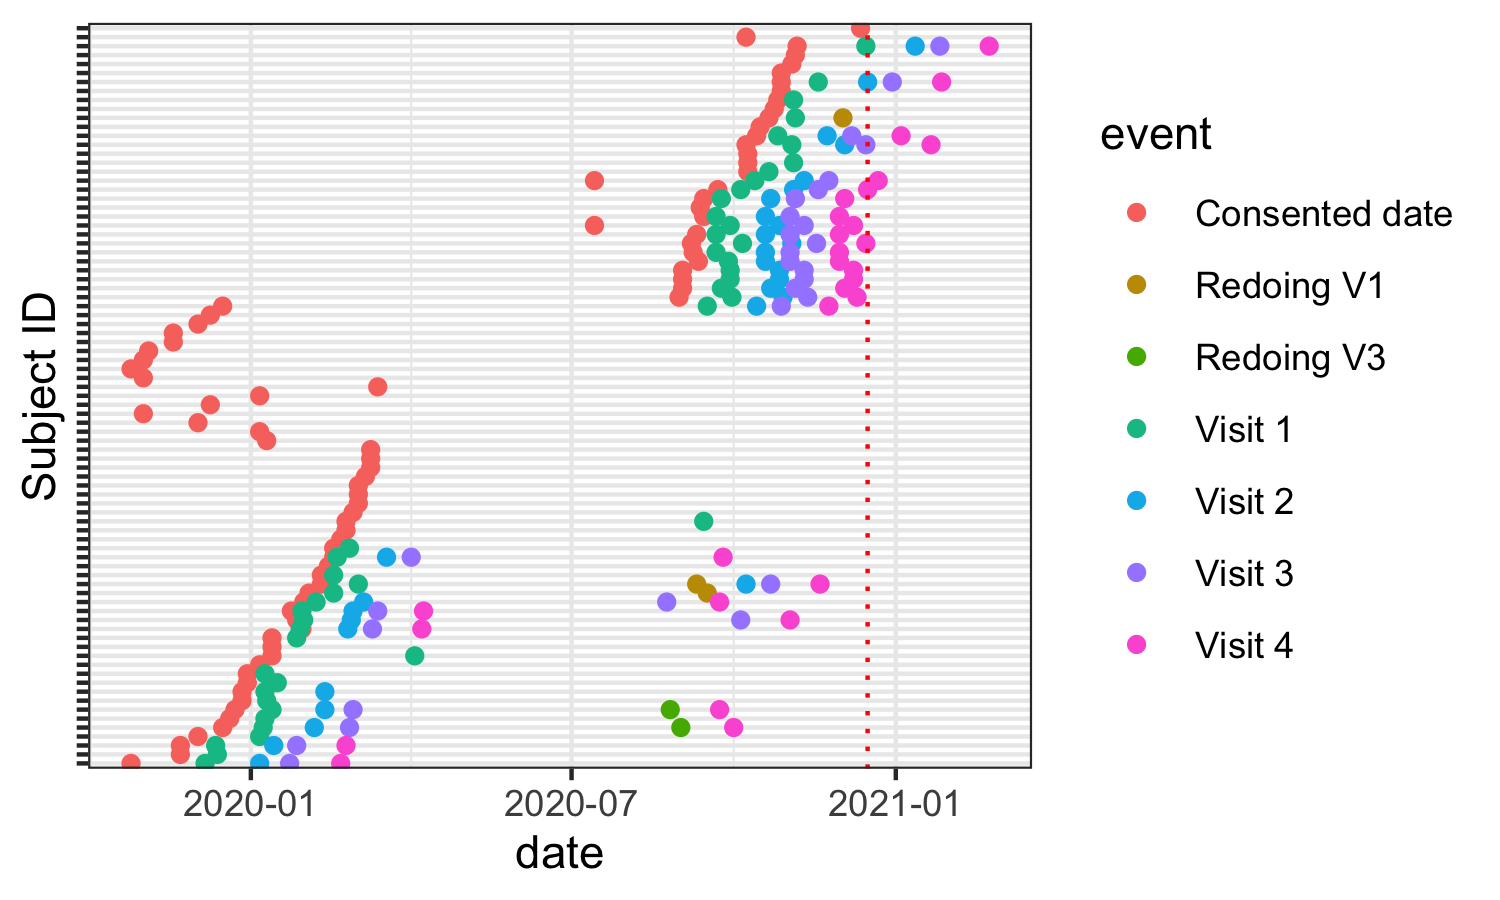 Subject ID
2020-01
2020-07
2021-01
date
event
Consented date
Redoing V1
Redoing V3
Visit 1
Visit 2
Visit 3
Visit 4